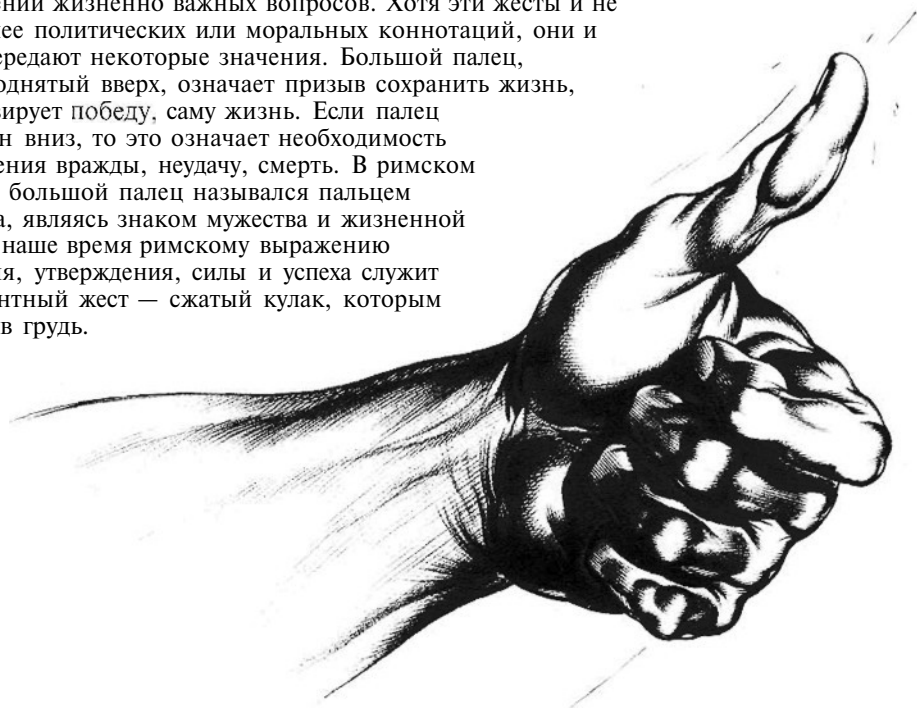 ении жизненно важных вопросов. Хотя эти жесты и не
лее политических или моральных коннотаций, они и
ередают некоторые значения. Большой палец,
однятый вверх, означает призыв сохранить жизнь,
зирует победу, саму жизнь. Если палец
н вниз, то это означает необходимость
ения вражды, неудачу, смерть. В римском
большой палец назывался пальцем
а, являясь знаком мужества и жизненной
наше время римскому выражению
ия, утверждения, силы и успеха служит
нтный жест — сжатый кулак, которым
в грудь.